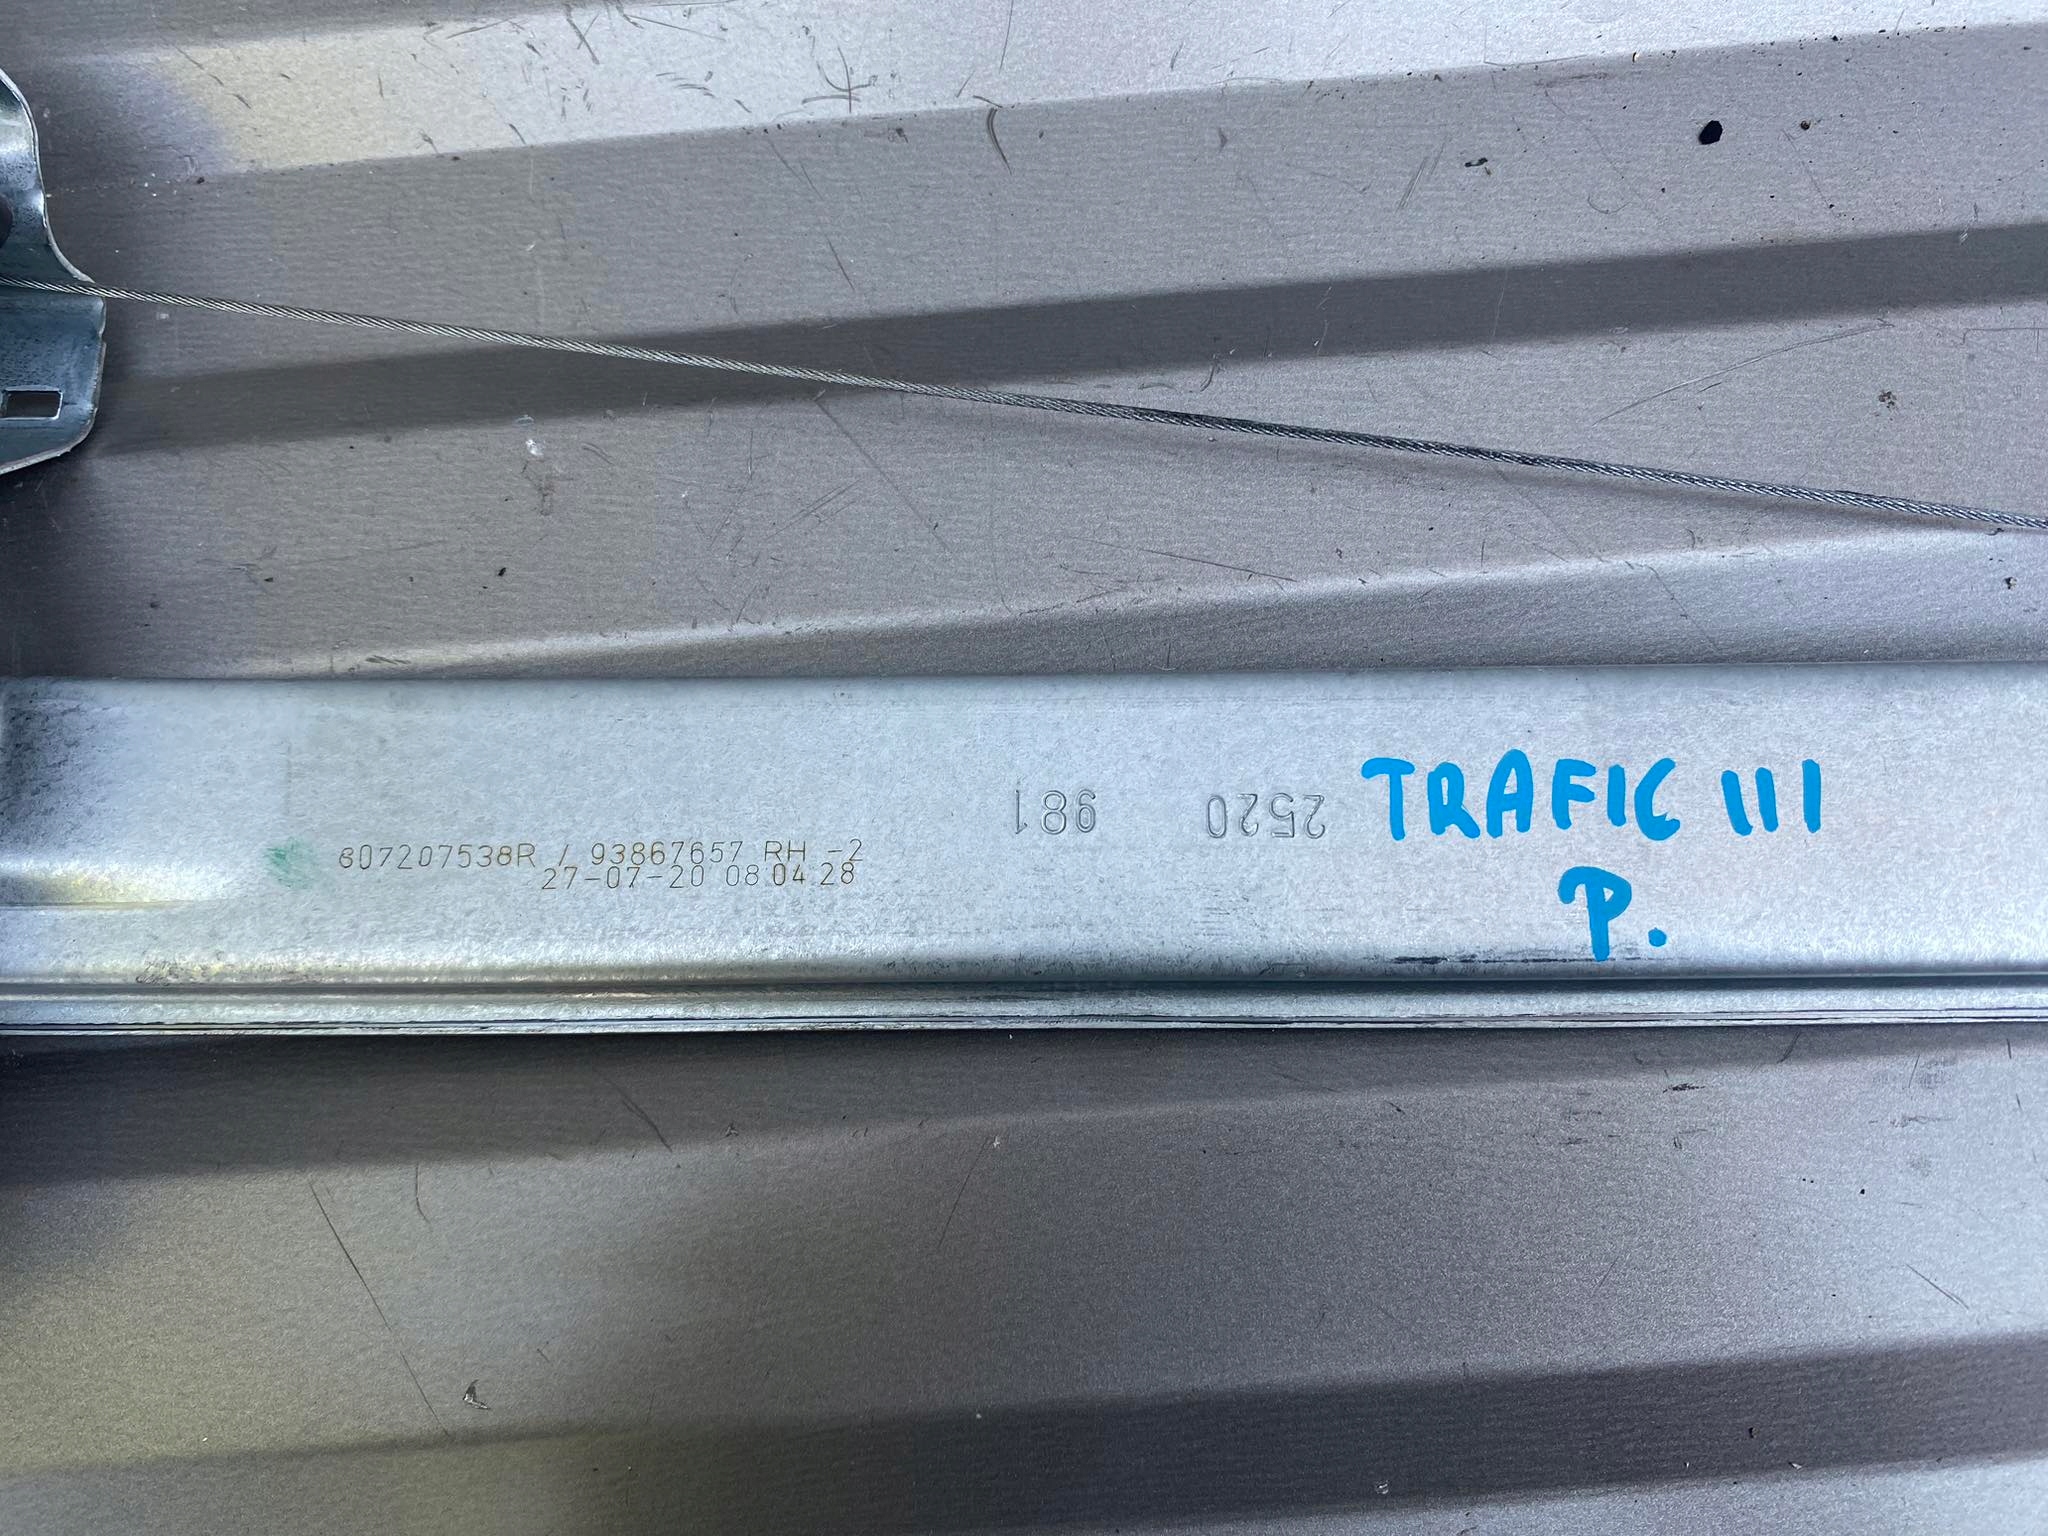 807207538R / 93867657 RH -2
27-07-20 08 04 28
2520 981
TRAFIC III
P.